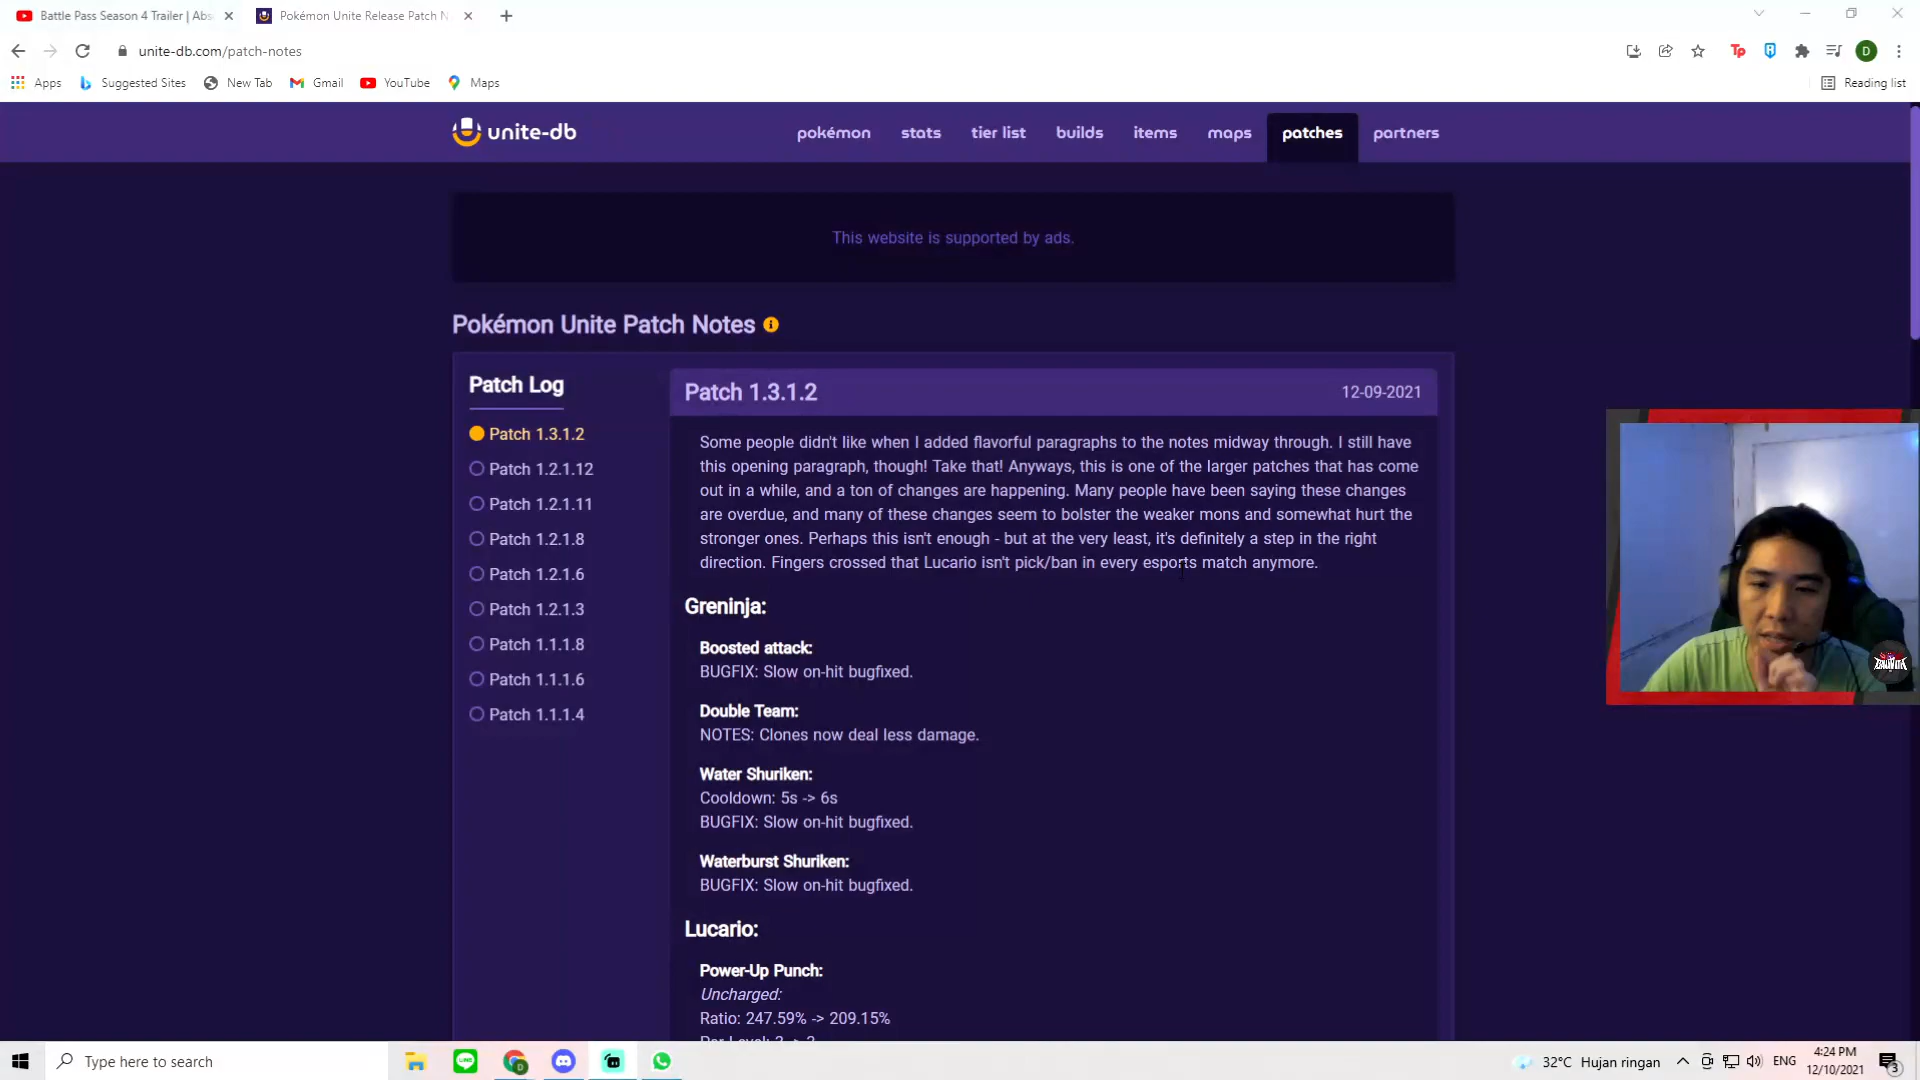 Battle Pass Season 4 Trailer | Abs
Pokémon Unite Release Patch N
unite-db.com/patch-notes
Tp
D
Apps
Suggested Sites
New Tab
Gmail
YouTube
Maps
Reading list
unite-db
pokémon
stats
tier list
builds
items
maps
patches
partners
This website is supported by ads.
Pokémon Unite Patch Notes
Patch Log
Patch 1.3.1.2
Patch 1.2.1.12
Patch 1.2.1.11
Patch 1.2.1.8
Patch 1.2.1.6
Patch 1.2.1.3
Patch 1.1.1.8
Patch 1.1.1.6
Patch 1.1.1.4
Patch 1.3.1.2
12-09-2021
Some people didn't like when I added flavorful paragraphs to the notes midway through. I still have
this opening paragraph, though! Take that! Anyways, this is one of the larger patches that has come
out in a while, and a ton of changes are happening. Many people have been saying these changes
are overdue, and many of these changes seem to bolster the weaker mons and somewhat hurt the
stronger ones. Perhaps this isn't enough - but at the very least, it's definitely a step in the right
direction. Fingers crossed that Lucario isn't pick/ban in every esports match anymore.
Greninja:
Boosted attack:
BUGFIX: Slow on-hit bugfixed.
Double Team:
NOTES: Clones now deal less damage.
Water Shuriken:
Cooldown: 5s -> 6s
BUGFIX: Slow on-hit bugfixed.
Waterburst Shuriken:
BUGFIX: Slow on-hit bugfixed.
Lucario:
Power-Up Punch:
Uncharged:
Ratio: 247.59% -> 209.15%
Type here to search
32°C Hujan ringan
ENG
4:24 PM
12/10/2021
3